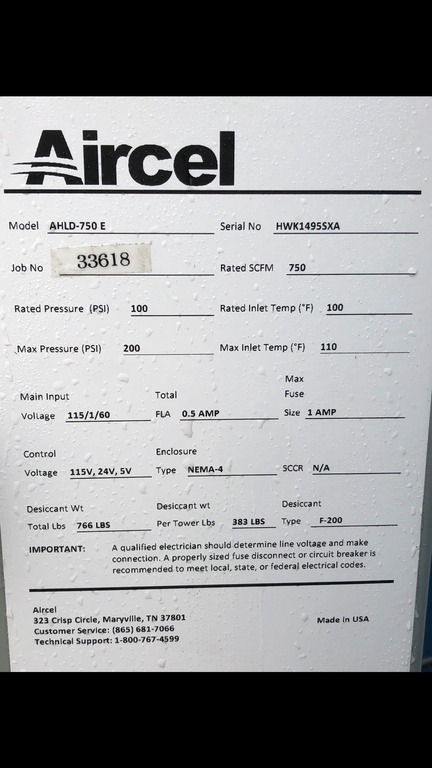 Aircel
Model AHLD-750 E Serial No HWK1495SXA
Job No 33618 Rated SCFM 750
Rated Pressure (PSI) 100 Rated Inlet Temp (°F) 100
Max Pressure (PSI) 200 Max Inlet Temp (°F) 110
Main Input Voltage 115/1/60 Total FLA 0.5 AMP Max Fuse Size 1 AMP
Control Voltage 115V, 24V, 5V Enclosure Type NEMA-4 SCCR N/A
Desiccant Wt Total Lbs 766 LBS Desiccant wt Per Tower Lbs 383 LBS Desiccant Type F-200
IMPORTANT: A qualified electrician should determine line voltage and make
connection. A properly sized fuse disconnect or circuit breaker is
recommended to meet local, state, or federal electrical codes.
Aircel
323 Crisp Circle, Maryville, TN 37801 Made in USA
Customer Service: (865) 681-7066
Technical Support: 1-800-767-4599